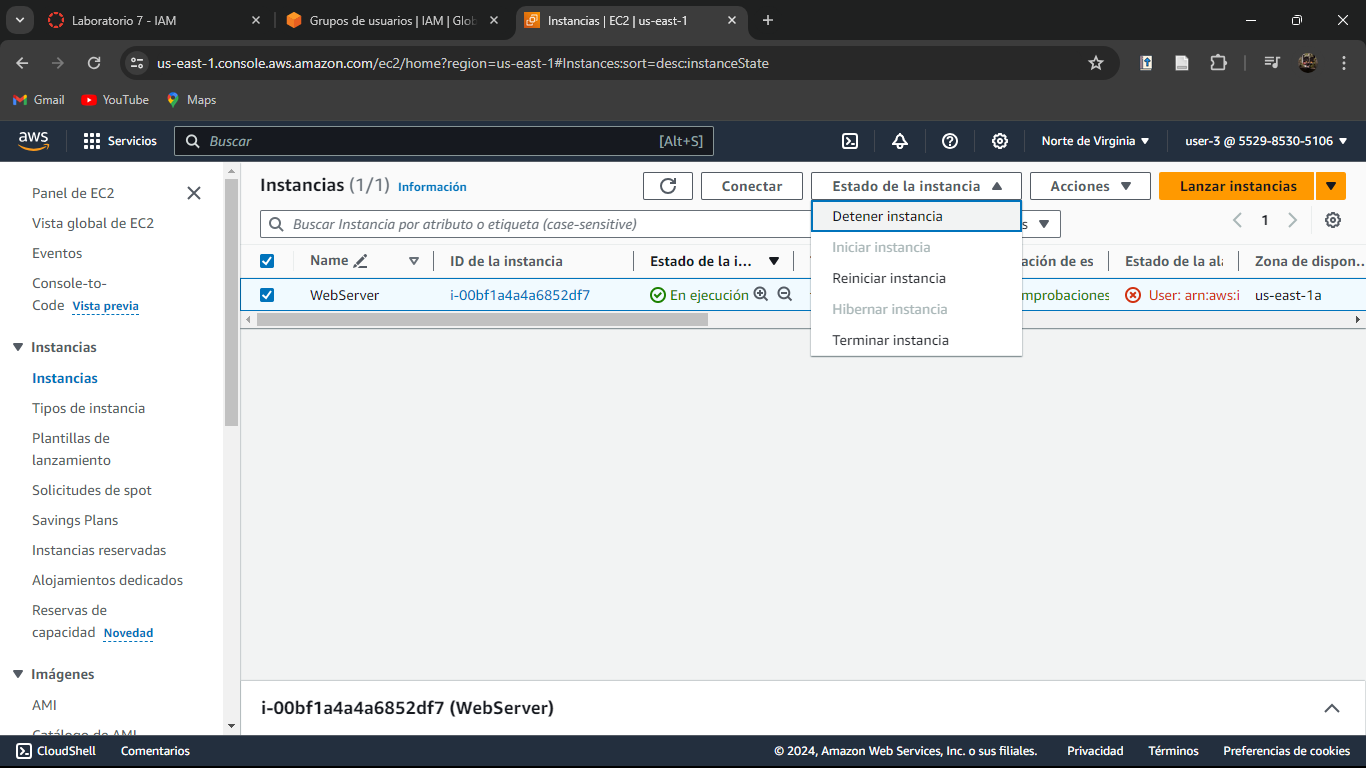 Laboratorio 7 - IAM
Grupos de usuarios | IAM | Glob
Instancias | EC2 | us-east-1
us-east-1.console.aws.amazon.com/ec2/home?region=us-east-1#Instances:sort=desc:instanceState
Gmail
YouTube
Maps
aws
Servicios
Buscar
[Alt+S]
Norte de Virginia
user-3 @ 5529-8530-5106
Panel de EC2
Vista global de EC2
Eventos
Console-to-
Code Vista previa
Instancias
Instancias
Tipos de instancia
Plantillas de
lanzamiento
Solicitudes de spot
Savings Plans
Instancias reservadas
Alojamientos dedicados
Reservas de
capacidad Novedad
Imágenes
AMI
Catálogo de AMI
Instancias (1/1) Información
Conectar
Estado de la instancia
Acciones
Lanzar instancias
Detener instancia
Iniciar instancia
Reiniciar instancia
Hibernar instancia
Terminar instancia
Buscar Instancia por atributo o etiqueta (case-sensitive)
s
1
Name
ID de la instancia
Estado de la i...
ación de es
Estado de la ala
Zona de dispon...
WebServer
i-00bf1a4a4a6852df7
En ejecución
mprobaciones
User: arn:aws:i
us-east-1a
i-00bf1a4a4a6852df7 (WebServer)
CloudShell
Comentarios
© 2024, Amazon Web Services, Inc. o sus filiales.
Privacidad
Términos
Preferencias de cookies